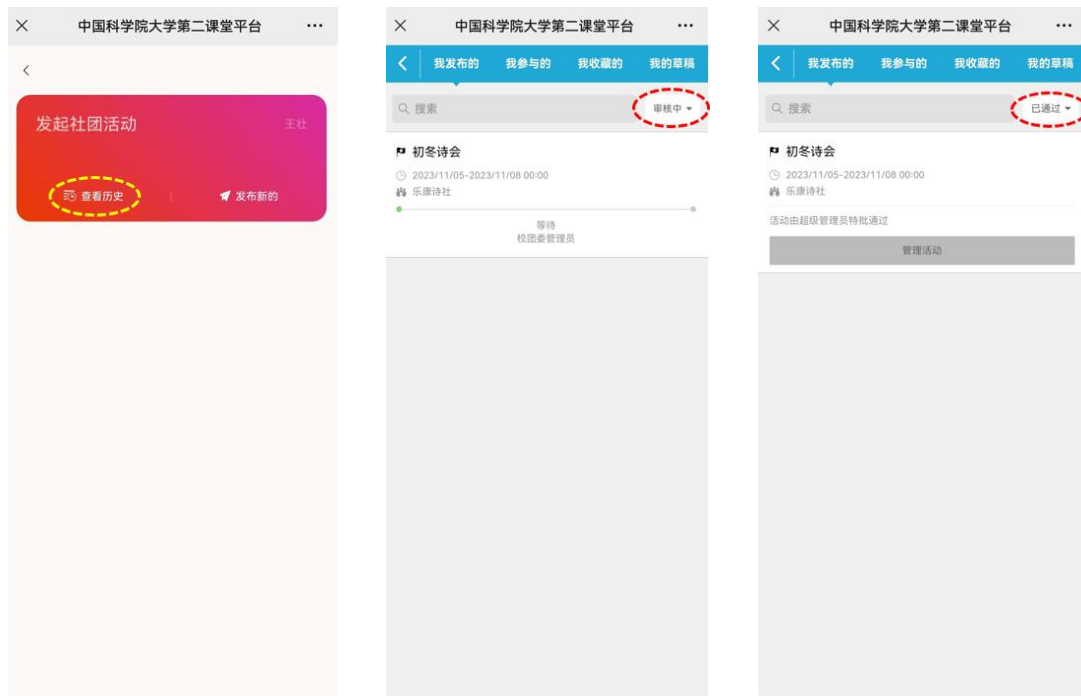 中国科学院大学第二课堂平台
发起社团活动
王壮
查看历史
发布新的
中国科学院大学第二课堂平台
我发布的 我参与的 我收藏的 我的草稿
搜索
审核中
初冬诗会
2023/11/05-2023/11/08 00:00
乐康诗社
等待
校团委管理员
中国科学院大学第二课堂平台
我发布的 我参与的 我收藏的 我的草稿
搜索
已通过
初冬诗会
2023/11/05-2023/11/08 00:00
乐康诗社
活动由超级管理员特批通过
管理活动